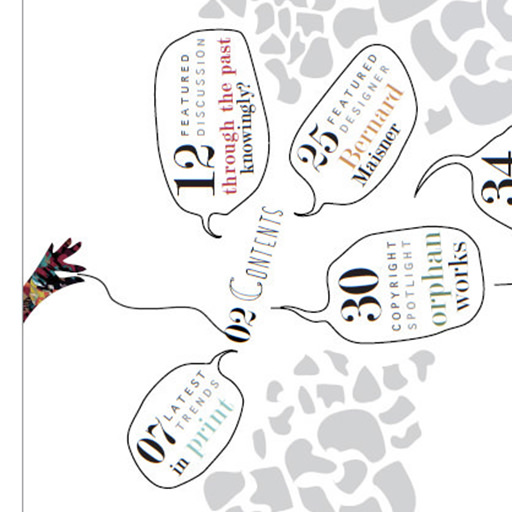 02 CONTENTS
07 LATEST
TRENDS
in print
12 FEATURED
DISCUSSION
through the past
knowingly?
25 FEATURED
DESIGNER
Bernard
Maisner
30 COPYRIGHT
SPOTLIGHT
orphan
works
34